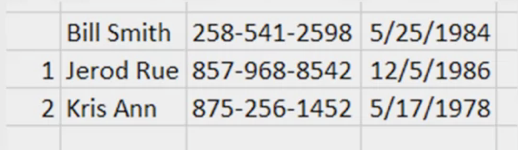 Bill Smith 258-541-2598 5/25/1984
1 Jerod Rue 857-968-8542 12/5/1986
2 Kris Ann 875-256-1452 5/17/1978